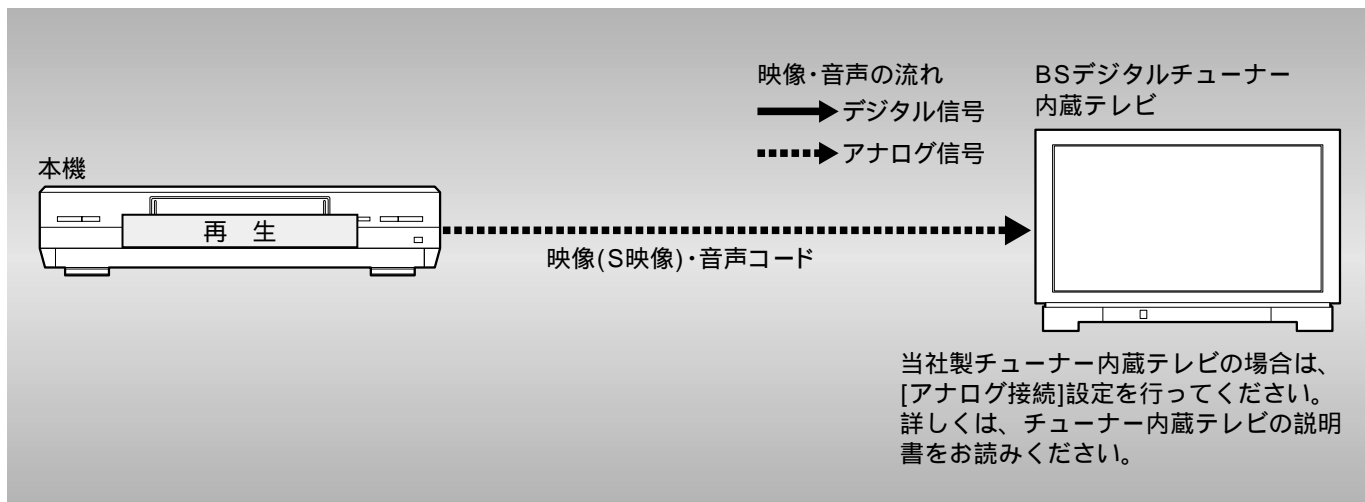 映像･音声の流れ
デジタル信号
アナログ信号
BSデジタルチューナー
内蔵テレビ
本機
再 生
映像(S映像)･音声コード
当社製チューナー内蔵テレビの場合は、
[アナログ接続]設定を行ってください。
詳しくは、チューナー内蔵テレビの説明
書をお読みください。